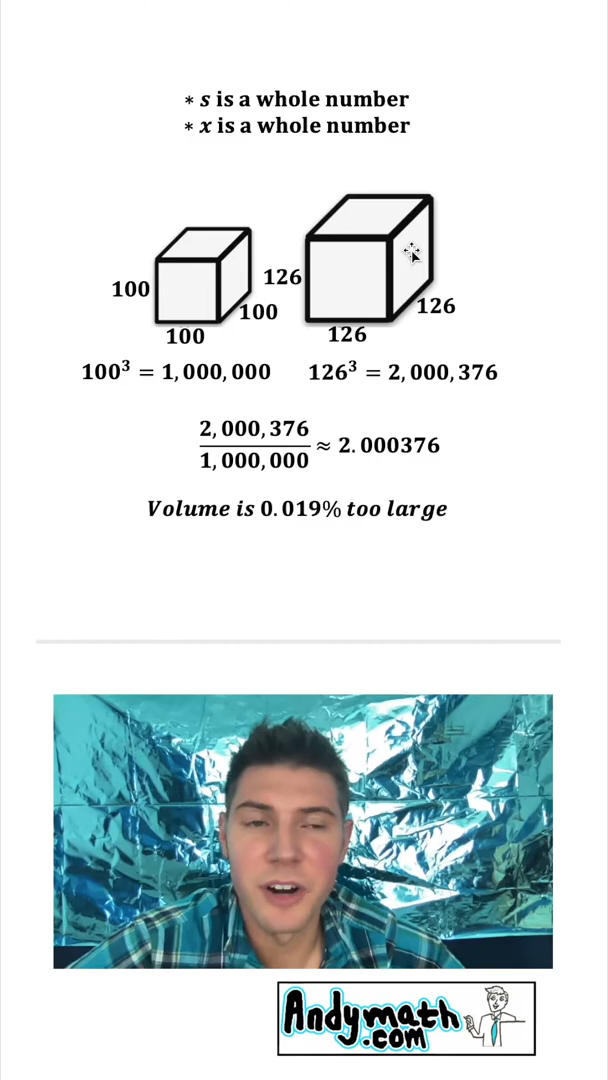 * s is a whole number
* x is a whole number
100
100
100
126
126
126
100³ = 1,000,000
126³ = 2,000,376
2,000,376
1,000,000
≈ 2.000376
Volume is 0.019% too large
Andymath
.com